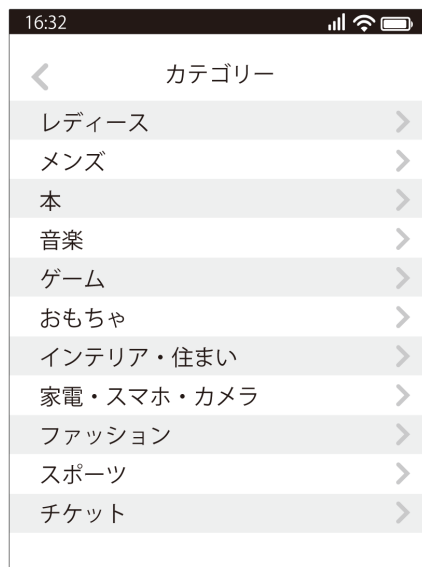 16:32
カテゴリー
レディース
メンズ
本
音楽
ゲーム
おもちゃ
インテリア・住まい
家電・スマホ・カメラ
ファッション
スポーツ
チケット